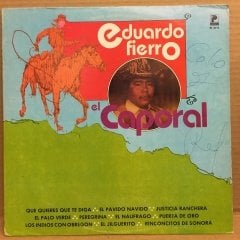 eduardo
fierro
el Caporal
QUE QUIERES QUE TE DIGA EL PAVIDO NAVIDO JUSTICIA RANCHERA
EL PALO VERDE PEREGRINA EL NAUFRAGO PUERTA DE ORO
LOS INDIOS CON OBREGON EL JILGUERITO RINCONCITOS DE SONORA